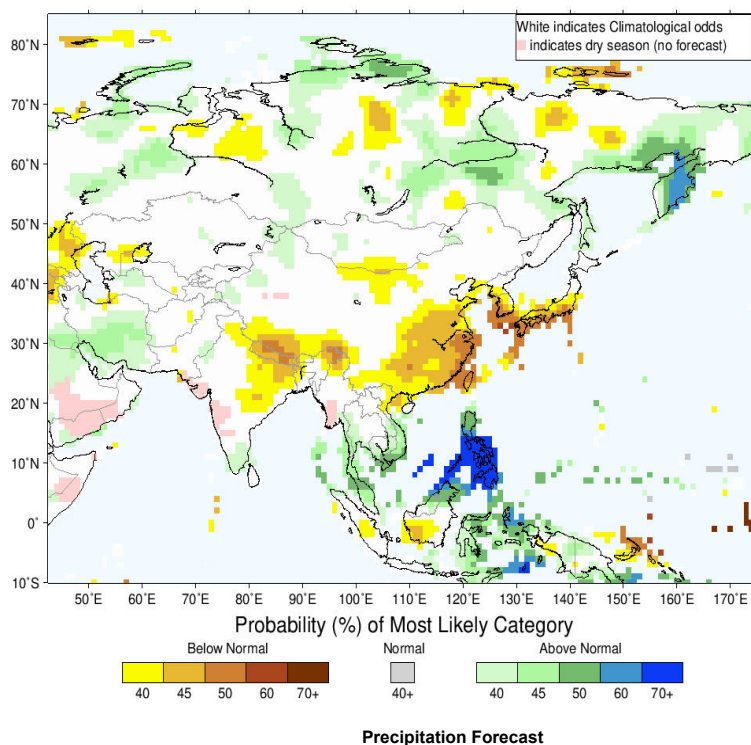 White indicates Climatological odds
indicates dry season (no forecast)
80˚N
70˚N
60˚N
50˚N
40˚N
30˚N
20˚N
10˚N
0˚
10˚S
50˚E 60˚E 70˚E 80˚E 90˚E 100˚E 110˚E 120˚E 130˚E 140˚E 150˚E 160˚E 170˚E
Probability (%) of Most Likely Category
Below Normal Normal Above Normal
40 45 50 60 70+ 40+ 40 45 50 60 70+
Precipitation Forecast